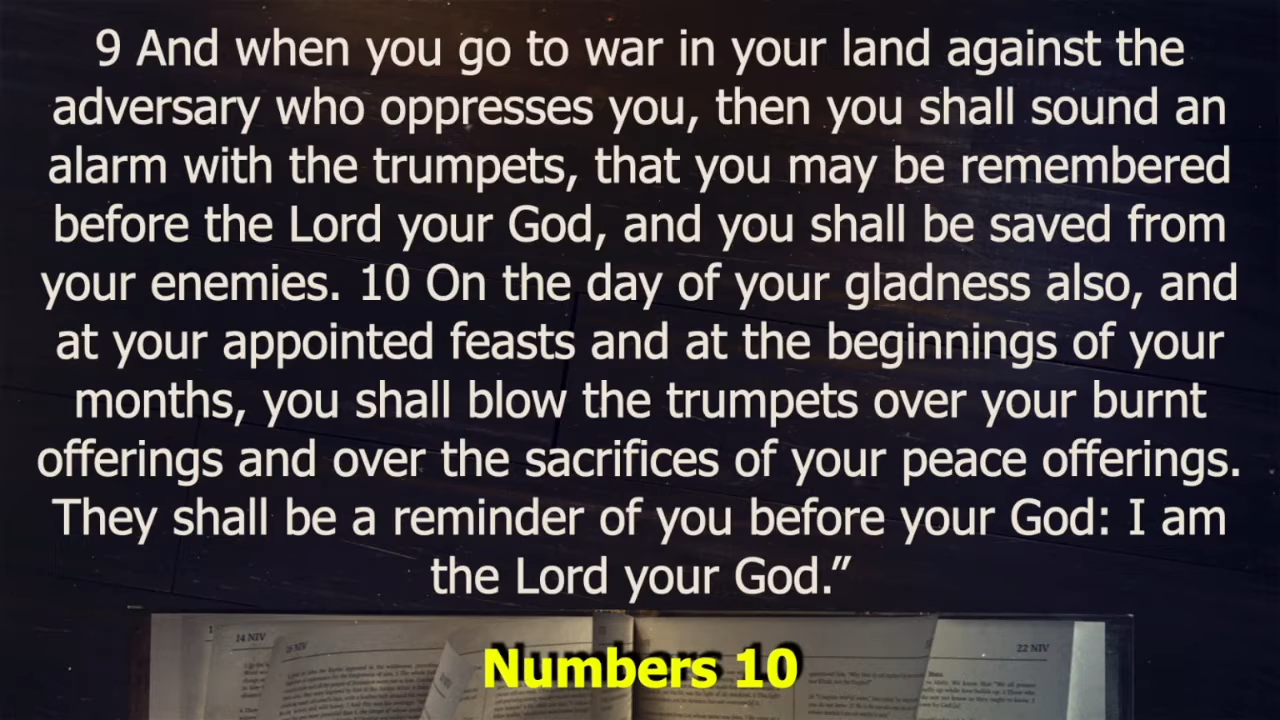 9 And when you go to war in your land against the
adversary who oppresses you, then you shall sound an
alarm with the trumpets, that you may be remembered
before the Lord your God, and you shall be saved from
your enemies. 10 On the day of your gladness also, and
at your appointed feasts and at the beginnings of your
months, you shall blow the trumpets over your burnt
offerings and over the sacrifices of your peace offerings.
They shall be a reminder of you before your God: I am
the Lord your God.”
14 NIV
22 NIV
Numbers 10